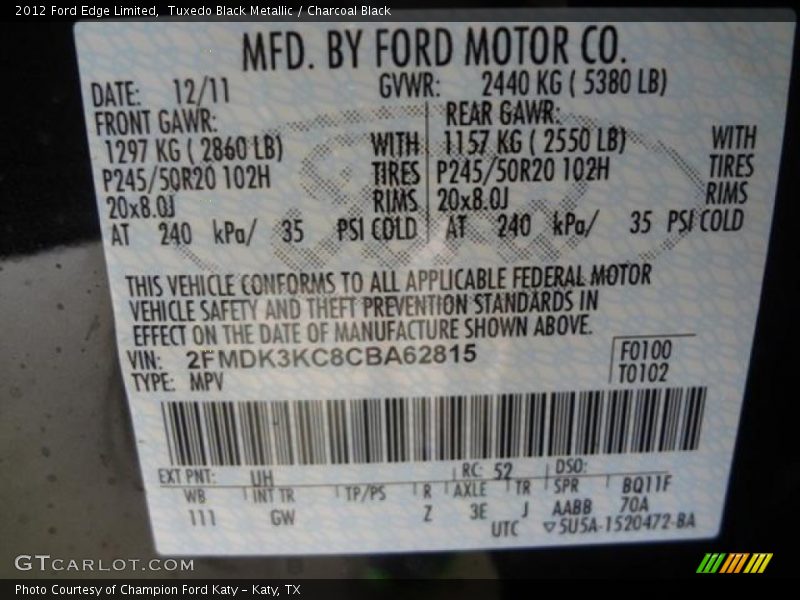 2012 Ford Edge Limited,  Tuxedo Black Metallic / Charcoal Black
MFD. BY FORD MOTOR CO.
DATE: 12/11 GVWR: 2440 KG ( 5380 LB)
FRONT GAWR: REAR GAWR:
1297 KG ( 2860 LB) WITH 1157 KG ( 2550 LB) WITH
P245/50R20 102H TIRES P245/50R20 102H TIRES
20x8.0J RIMS 20x8.0J RIMS
AT 240 kPa/ 35 PSI COLD AT 240 kPa/ 35 PSI COLD
THIS VEHICLE CONFORMS TO ALL APPLICABLE FEDERAL MOTOR
VEHICLE SAFETY AND THEFT PREVENTION STANDARDS IN
EFFECT ON THE DATE OF MANUFACTURE SHOWN ABOVE.
VIN: 2FMDK3KC8CBA62815 F0100
TYPE: MPV T0102
EXT PNT: UH RC: 52 DSO:
WB INT TR TP/PS R AXLE TR SPR BQ11F
111 GW Z 3E J AABB 70A
UTC ▽5U5A-1520472-BA
GTCARLOT.COM
Photo Courtesy of Champion Ford Katy – Katy, TX